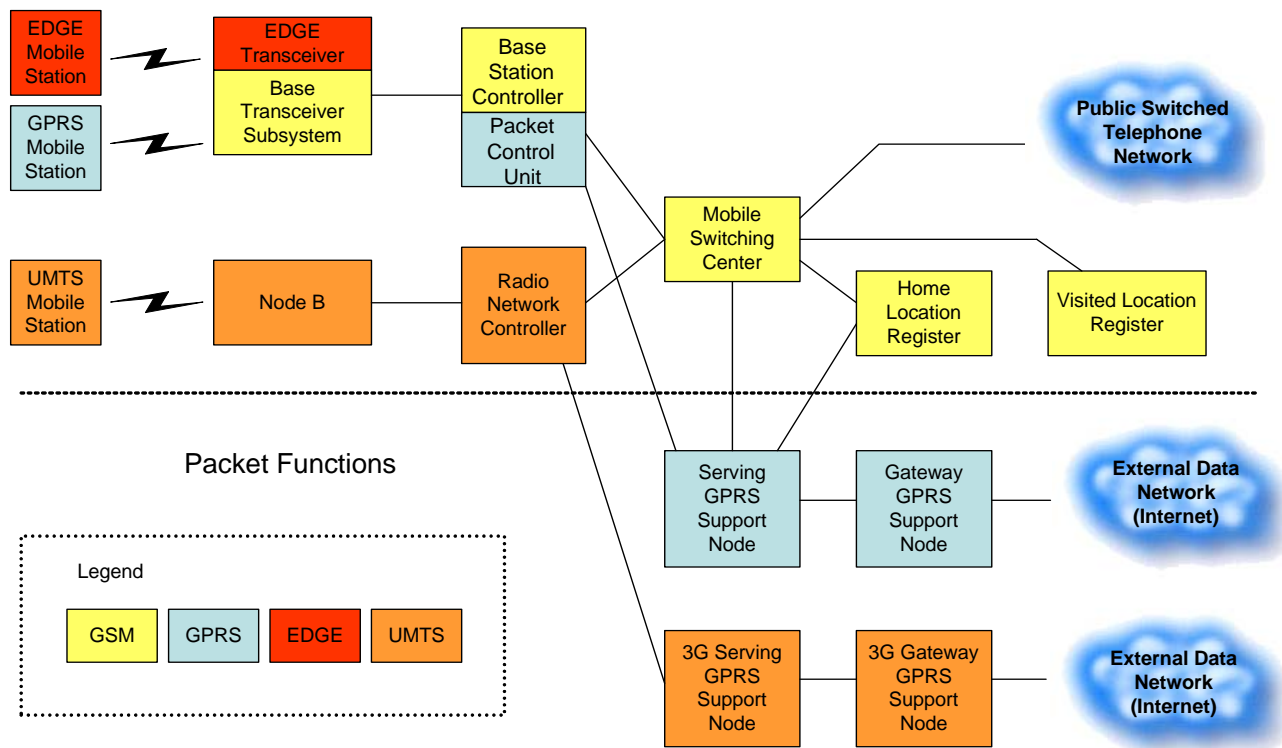 EDGE
Mobile
Station
EDGE
Transceiver
Base
Transceiver
Subsystem
Base
Station
Controller
Packet
Control
Unit
GPRS
Mobile
Station
Public Switched
Telephone
Network
Mobile
Switching
Center
UMTS
Mobile
Station
Node B
Radio
Network
Controller
Home
Location
Register
Visited Location
Register
Packet Functions
Serving
GPRS
Support
Node
Gateway
GPRS
Support
Node
External Data
Network
(Internet)
Legend
GSM
GPRS
EDGE
UMTS
3G Serving
GPRS
Support
Node
3G Gateway
GPRS
Support
Node
External Data
Network
(Internet)